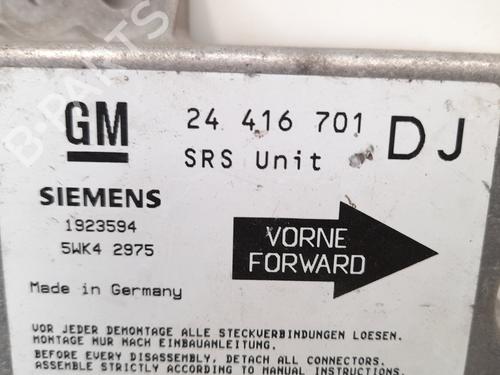 GM
24 416 701
DJ
SRS Unit
SIEMENS
1923594
5WK4 2975
VORNE
FORWARD
Made in Germany
VOR JEDER DEMONTAGE ALLE STECKVERBINDUNGEN LOESEN.
MONTAGE NUR NACH EINBAUANLEITUNG.
BEFORE EVERY DISASSEMBLY, DETACH ALL CONNECTORS.
ASSEMBLE STRICTLY ACCORDING TO MANUAL INSTRUCTIONS.
B-PARTS